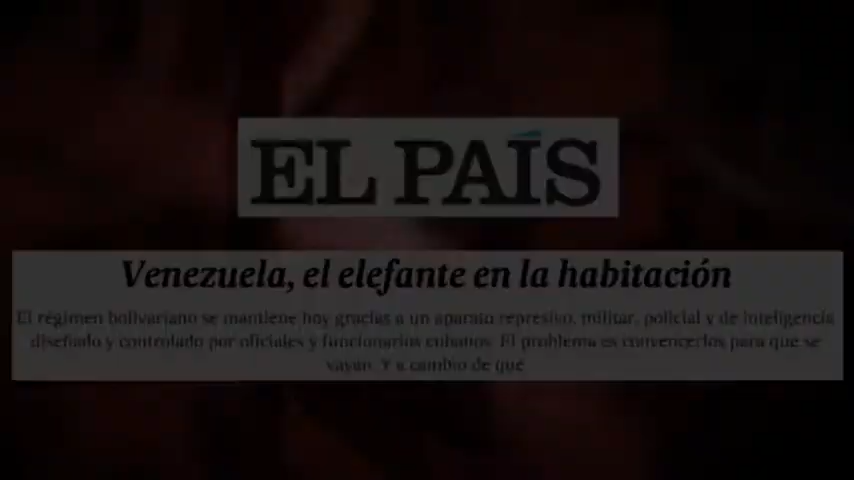 EL PAÍS
Venezuela, el elefante en la habitación
El régimen bolivariano se mantiene hoy gracias a un aparato represivo, militar, policial y de inteligencia
diseñado y controlado por oficiales y funcionarios cubanos. El problema es convencerlos para que se
vayan. Y a cambio de qué